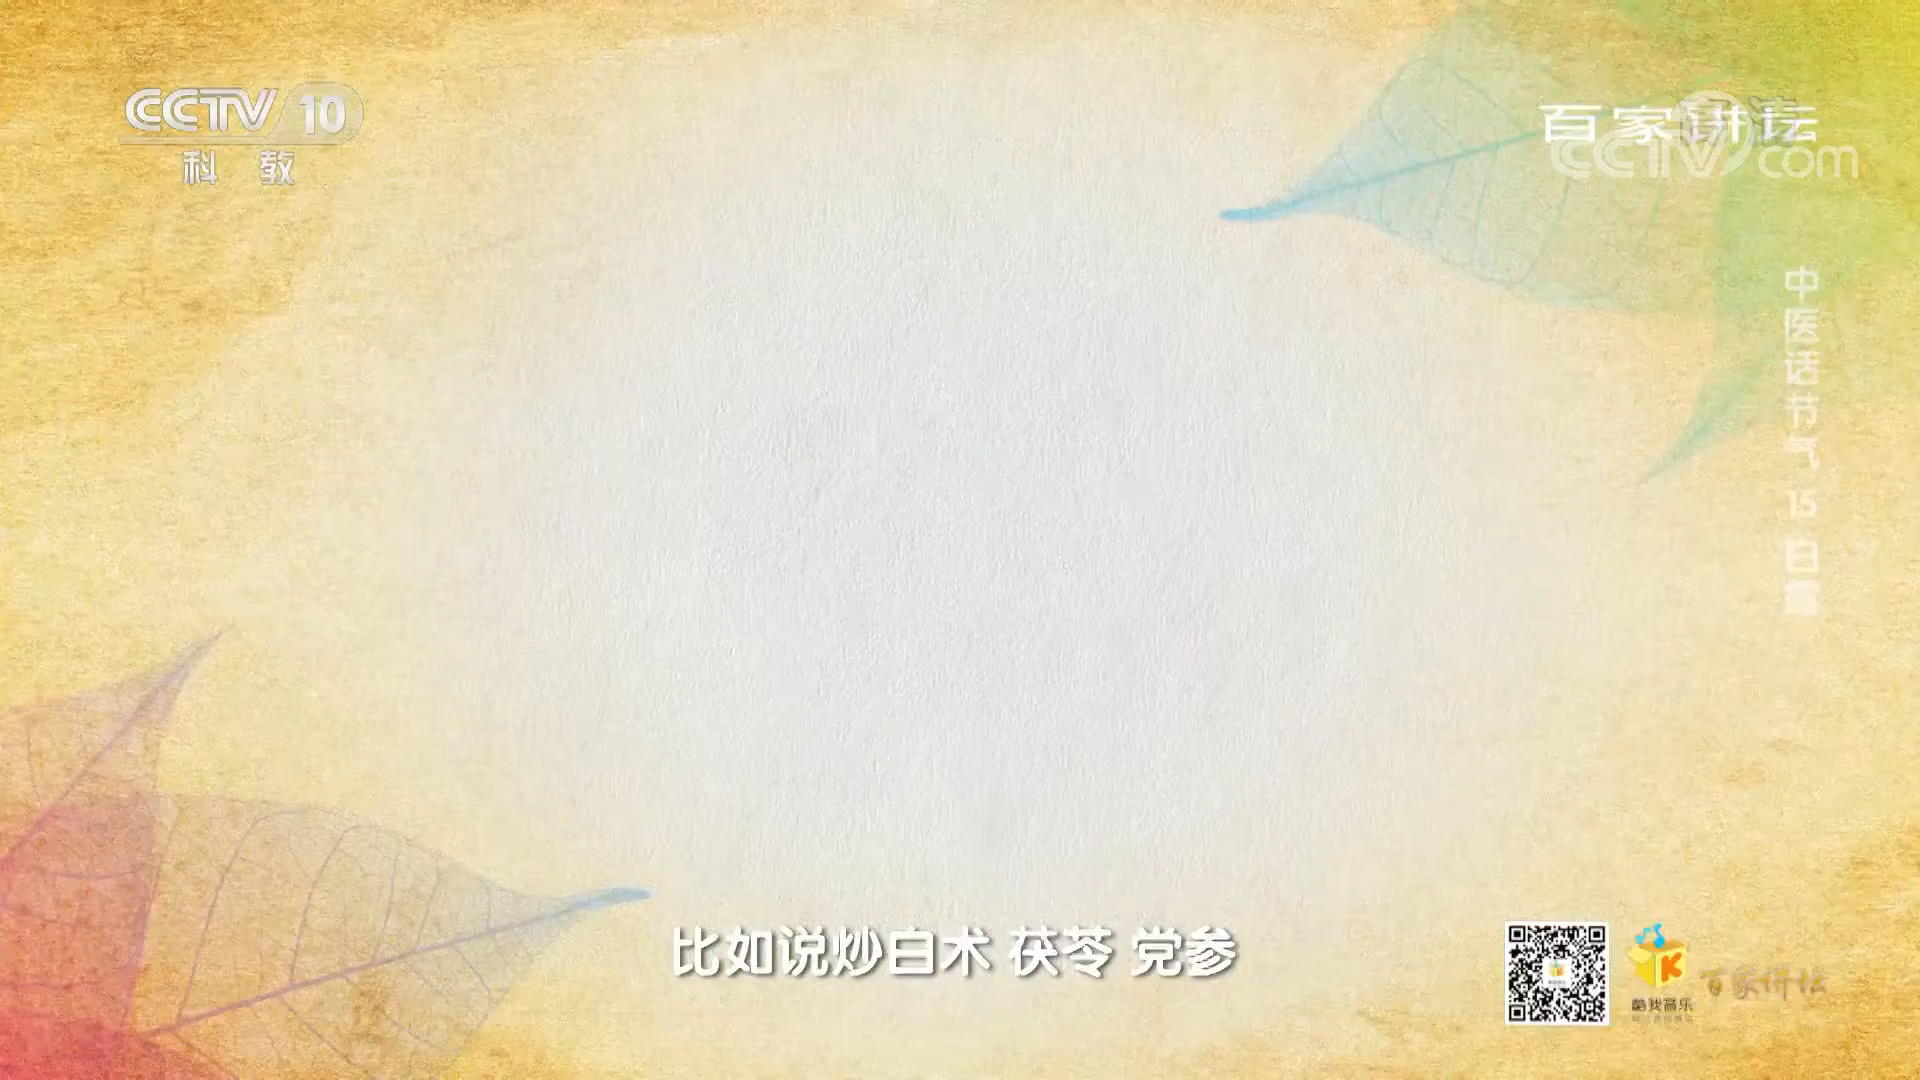 CCTV 10
科 教
百家讲坛
CCTV com
中医话节气 15 白露
比如说炒白术 茯苓 党参
K
酷我音乐
百家讲坛